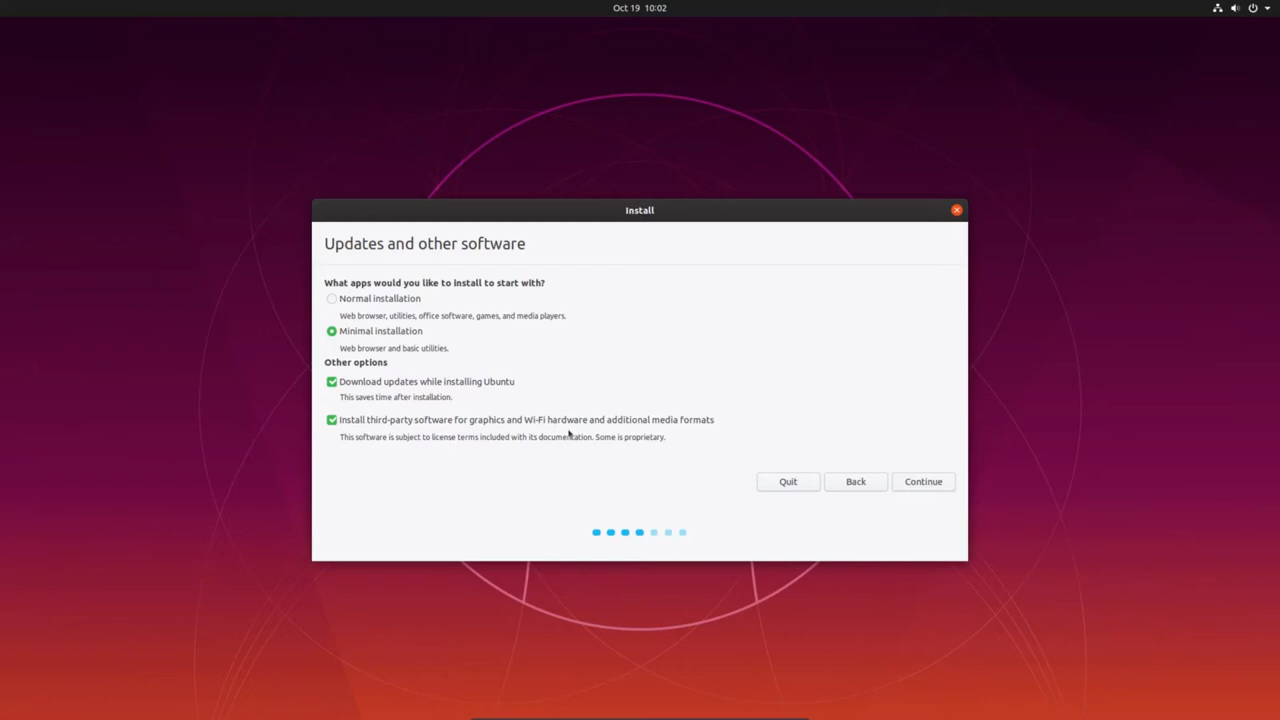 Oct 19 10:02
Install
Updates and other software
What apps would you like to install to start with?
Normal installation
Web browser, utilities, office software, games, and media players.
Minimal installation
Web browser and basic utilities.
Other options
Download updates while installing Ubuntu
This saves time after installation.
Install third-party software for graphics and Wi-Fi hardware and additional media formats
This software is subject to license terms included with its documentation. Some is proprietary.
Quit Back Continue